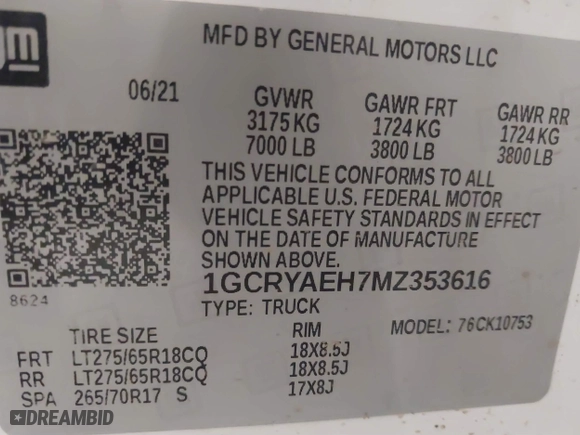 gm
MFD BY GENERAL MOTORS LLC
06/21 GVWR GAWR FRT GAWR RR
3175 KG 1724 KG 1724 KG
7000 LB 3800 LB 3800 LB
THIS VEHICLE CONFORMS TO ALL
APPLICABLE U.S. FEDERAL MOTOR
VEHICLE SAFETY STANDARDS IN EFFECT
ON THE DATE OF MANUFACTURE
SHOWN ABOVE.
1GCRYAEH7MZ353616
8624
TYPE: TRUCK MODEL: 76CK10753
TIRE SIZE RIM
FRT LT275/65R18CQ 18X8.5J
RR LT275/65R18CQ 18X8.5J
SPA 265/70R17 S 17X8J
DREAMBID